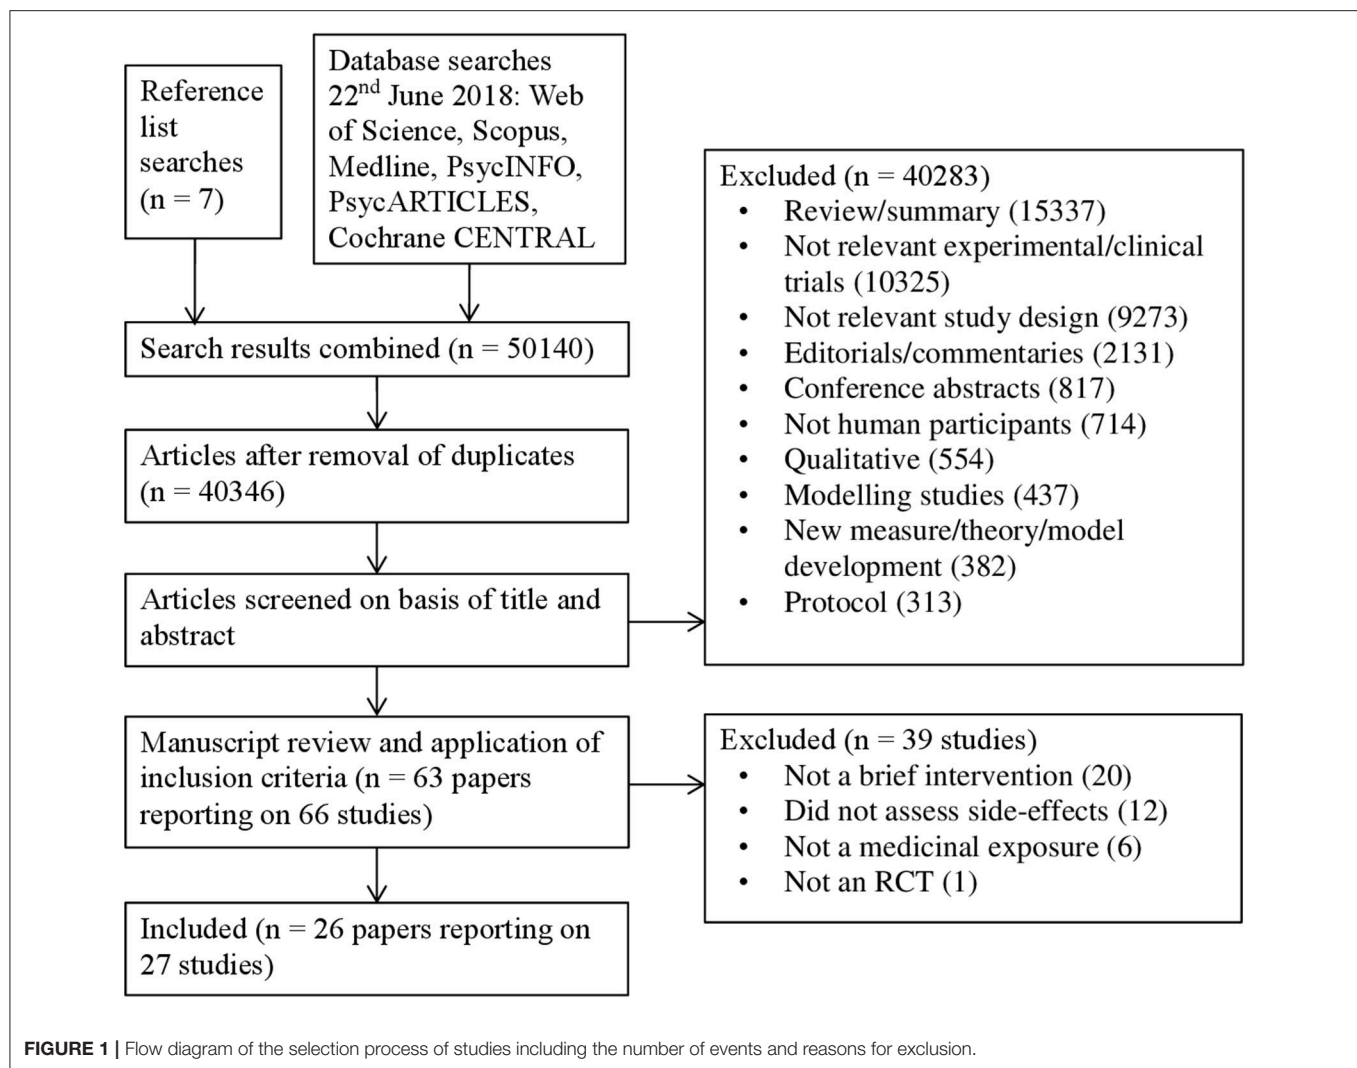 Reference
list
searches
(n = 7)
Database searches
22nd June 2018: Web
of Science, Scopus,
Medline, PsycINFO,
PsycARTICLES,
Cochrane CENTRAL
Search results combined (n = 50140)
Articles after removal of duplicates
(n = 40346)
Articles screened on basis of title and
abstract
Excluded (n = 40283)
• Review/summary (15337)
• Not relevant experimental/clinical
trials (10325)
• Not relevant study design (9273)
• Editorials/commentaries (2131)
• Conference abstracts (817)
• Not human participants (714)
• Qualitative (554)
• Modelling studies (437)
• New measure/theory/model
development (382)
• Protocol (313)
Manuscript review and application of
inclusion criteria (n = 63 papers
reporting on 66 studies)
Excluded (n = 39 studies)
• Not a brief intervention (20)
• Did not assess side-effects (12)
• Not a medicinal exposure (6)
• Not an RCT (1)
Included (n = 26 papers reporting on
27 studies)
FIGURE 1 | Flow diagram of the selection process of studies including the number of events and reasons for exclusion.